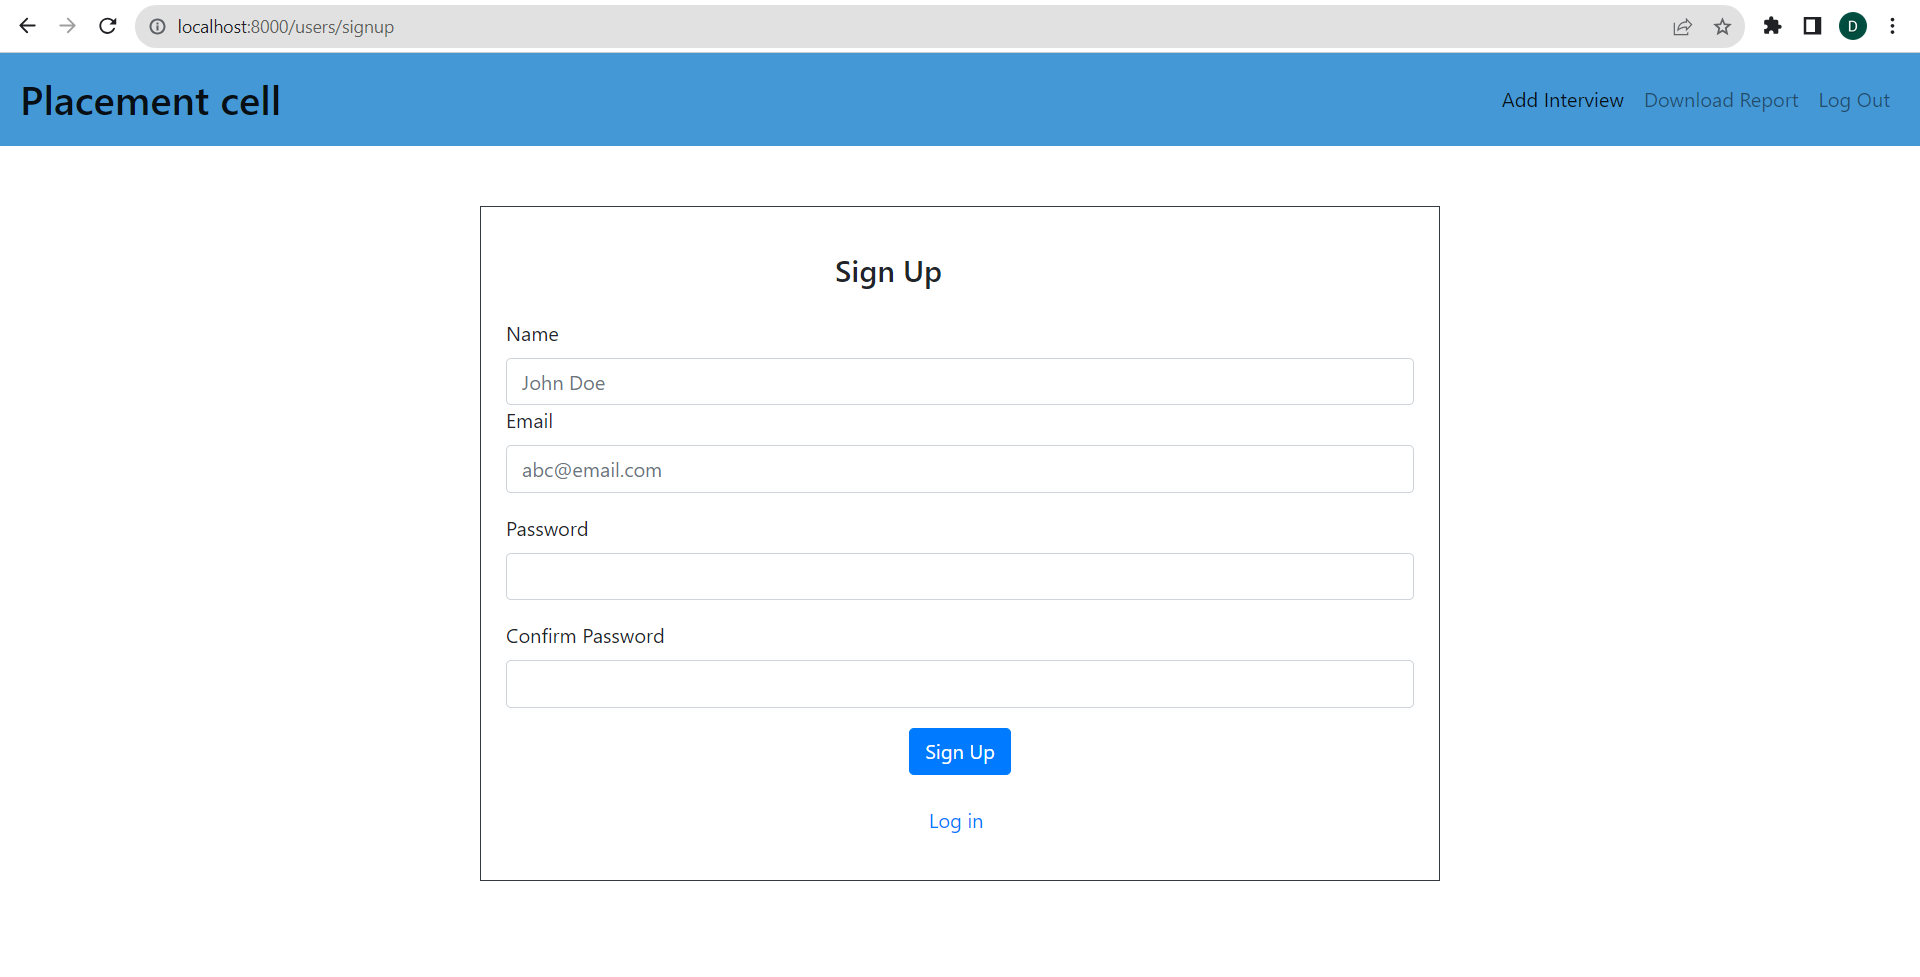 localhost:8000/users/signup
D
Placement cell
Add Interview Download Report Log Out
Sign Up
Name
John Doe
Email
abc@email.com
Password
Confirm Password
Sign Up
Log in